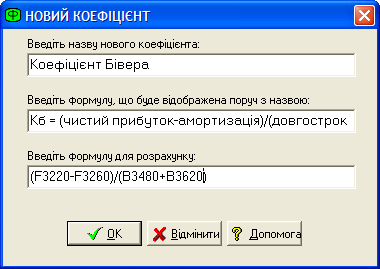 НОВИЙ КОЕФІЦІЄНТ
Введіть назву нового коефіцієнта:
Коефіцієнт Бівера
Введіть формулу, що буде відображена поруч з назвою:
Кб = (чистий прибуток-амортизація)/(довгострок
Введіть формулу для розрахунку:
(F3220-F3260)/(B3480+B3620)
OK
Відмінити
Допомога